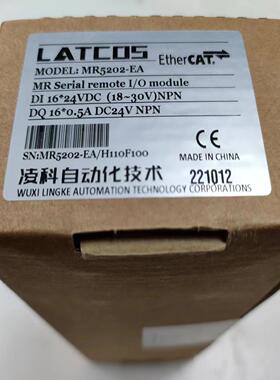 LATCOS
EtherCAT
MODEL: MR5202-EA
MR Serial remote I/O module
DI 16*24VDC (18~30V)NPN
DQ 16*0.5A DC24V NPN
CE
MADE IN CHINA
SN:MR5202-EA/H110F100
WUXI LINGKE AUTOMATION TECHNOLOGY CORPORATIONS
凌科自动化技术
221012